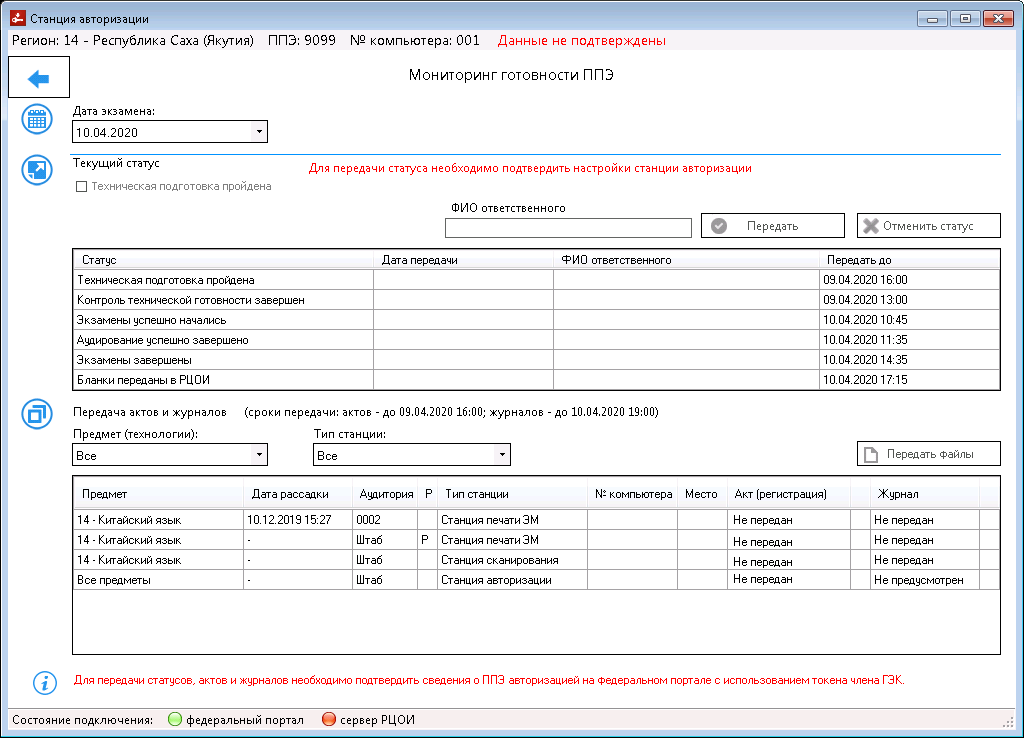 Станция авторизации
Регион: 14 - Республика Саха (Якутия) ППЭ: 9099 № компьютера: 001 Данные не подтверждены
Мониторинг готовности ППЭ
Дата экзамена:
10.04.2020
Текущий статус
Для передачи статуса необходимо подтвердить настройки станции авторизации
Техническая подготовка пройдена
ФИО ответственного
Передать Отменить статус
Статус Дата передачи ФИО ответственного Передать до
Техническая подготовка пройдена 09.04.2020 16:00
Контроль технической готовности завершен 09.04.2020 13:00
Экзамены успешно начались 10.04.2020 10:45
Аудирование успешно завершено 10.04.2020 11:35
Экзамены завершены 10.04.2020 14:35
Бланки переданы в РЦОИ 10.04.2020 17:15
Передача актов и журналов (сроки передачи: актов - до 09.04.2020 16:00; журналов - до 10.04.2020 19:00)
Предмет (технологии): Тип станции:
Все Все Передать файлы
Предмет Дата рассадки Аудитория Р Тип станции № компьютера Место Акт (регистрация) Журнал
14 - Китайский язык 10.12.2019 15:27 0002 Станция печати ЭМ Не передан Не передан
14 - Китайский язык - Штаб Р Станция печати ЭМ Не передан Не передан
14 - Китайский язык - Штаб Станция сканирования Не передан Не передан
Все предметы - Штаб Станция авторизации Не передан Не предусмотрен
Для передачи статусов, актов и журналов необходимо подтвердить сведения о ППЭ авторизацией на Федеральном портале с использованием токена члена ГЭК.
Состояние подключения: федеральный портал сервер РЦОИ